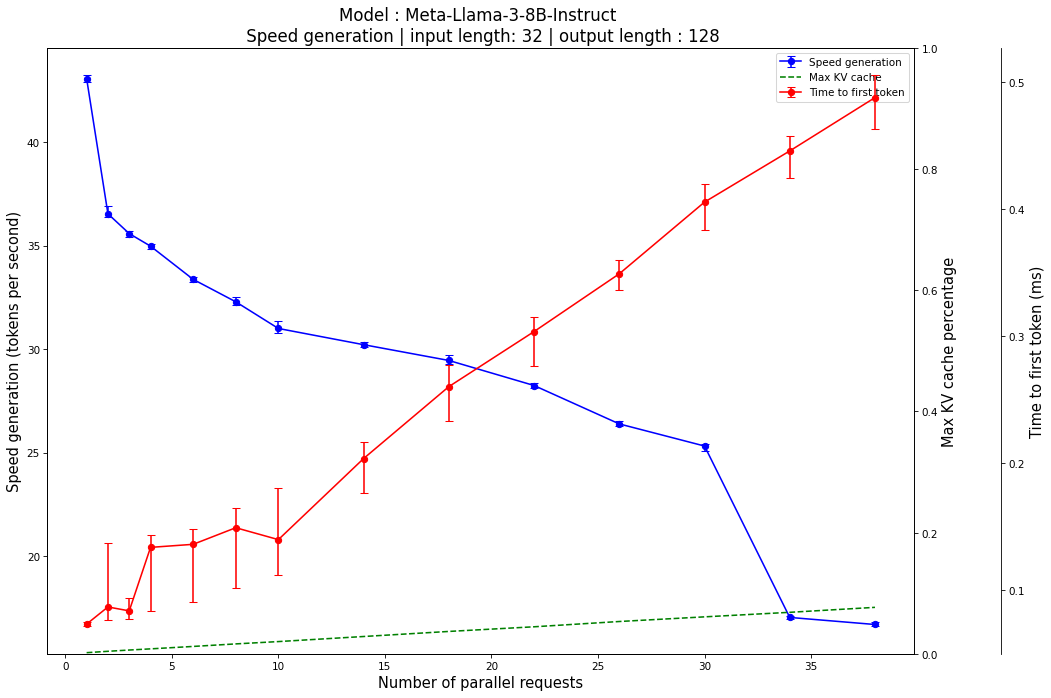 Model : Meta-Llama-3-8B-Instruct
Speed generation | input length: 32 | output length : 128
Speed generation
Max KV cache
Time to first token
Speed generation (tokens per second)
40
35
30
25
20
1.0
0.8
0.6
0.4
0.2
0.0
Max KV cache percentage
0.5
0.4
0.3
0.2
0.1
Time to first token (ms)
0 5 10 15 20 25 30 35
Number of parallel requests